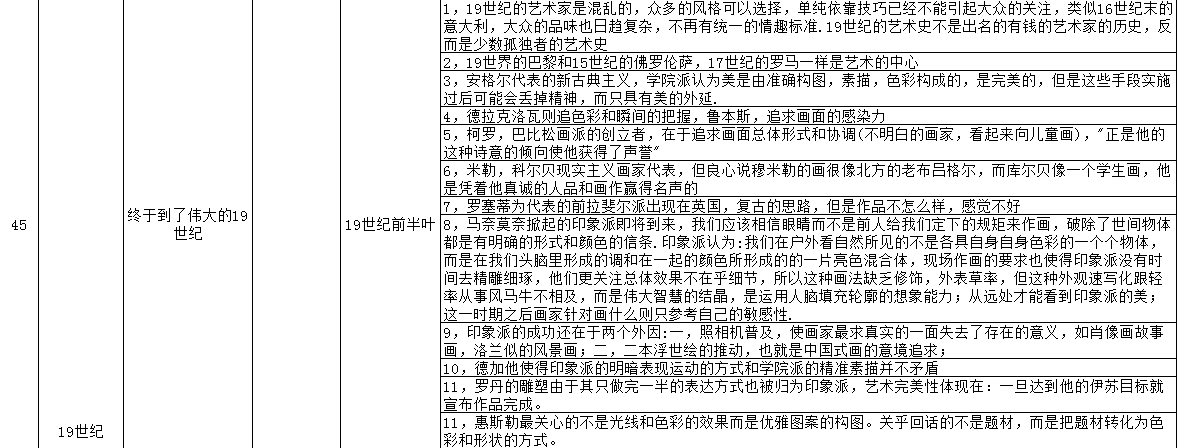 1，19世纪的艺术家是混乱的，众多的风格可以选择，单纯依靠技巧已经不能引起大众的关注，类似16世纪末的
意大利，大众的品味也日趋复杂，不再有统一的情趣标准.19世纪的艺术史不是出名的有钱的艺术家的历史，反
而是少数孤独者的艺术史
2，19世界的巴黎和15世纪的佛罗伦萨，17世纪的罗马一样是艺术的中心
3，安格尔代表的新古典主义，学院派认为美是由准确构图，素描，色彩构成的，是完美的，但是这些手段实施
过后可能会丢掉精神，而只具有美的外延.
4，德拉克洛瓦则追色彩和瞬间的把握，鲁本斯，追求画面的感染力
5，柯罗，巴比松画派的创立者，在于追求画面总体形式和协调(不明白的画家，看起来向儿童画)，"正是他的
这种诗意的倾向使他获得了声誉"
6，米勒，科尔贝现实主义画家代表，但良心说穆米勒的画很像北方的老布吕格尔，而库尔贝像一个学生画，他
是凭着他真诚的人品和画作赢得名声的
45
终于到了伟大的19
世纪
19世纪前半叶
7，罗塞蒂为代表的前拉斐尔派出现在英国，复古的思路，但是作品不怎么样，感觉不好
8，马奈莫奈掀起的印象派即将到来，我们应该相信眼睛而不是前人给我们定下的规矩来作画，破除了世间物体
都是有明确的形式和颜色的信条.印象派认为:我们在户外看自然所见的不是各具自身自身色彩的一个个物体，
而是在我们头脑里形成的调和在一起的颜色所形成的的一片亮色混合体，现场作画的要求也使得印象派没有时
间去精雕细琢，他们更关注总体效果不在乎细节，所以这种画法缺乏修饰，外表草率，但这种外观速写化跟轻
率从事风马牛不相及，而是伟大智慧的结晶，是运用人脑填充轮廓的想象能力；从远处才能看到印象派的美；
这一时期之后画家针对画什么则只参考自己的敏感性.
9，印象派的成功还在于两个外因:一，照相机普及，使画家最求真实的一面失去了存在的意义，如肖像画故事
画，洛兰似的风景画；二，二本浮世绘的推动，也就是中国式画的意境追求；
10，德加他使得印象派的明暗表现运动的方式和学院派的精准素描并不矛盾
11，罗丹的雕塑由于其只做完一半的表达方式也被归为印象派，艺术完美性体现在：一旦达到他的伊苏目标就
宣布作品完成。
19世纪
11，惠斯勒最关心的不是光线和色彩的效果而是优雅图案的构图。关乎回话的不是题材，而是把题材转化为色
彩和形状的方式。